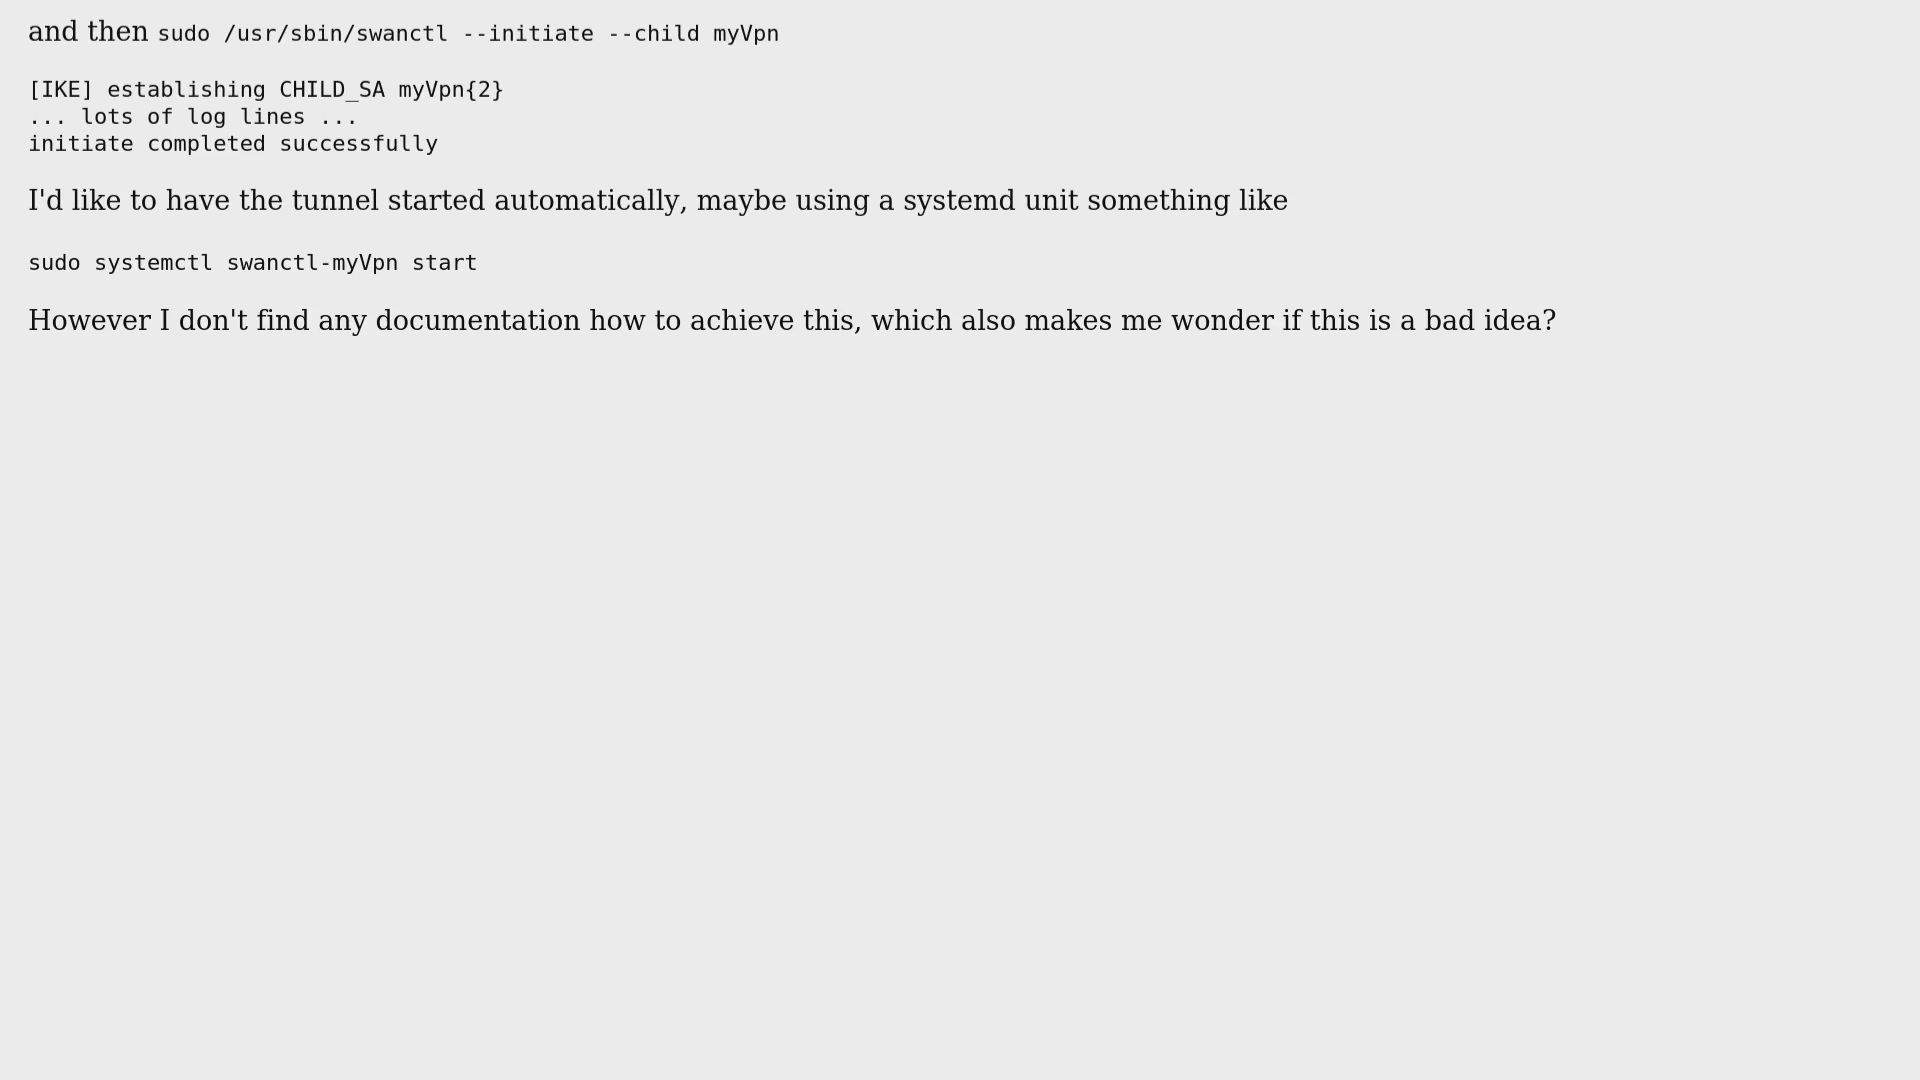 and then sudo /usr/sbin/swanctl --initiate --child myVpn
[IKE] establishing CHILD_SA myVpn{2}
... lots of log lines ...
initiate completed successfully
I'd like to have the tunnel started automatically, maybe using a systemd unit something like
sudo systemctl swanctl-myVpn start
However I don't find any documentation how to achieve this, which also makes me wonder if this is a bad idea?